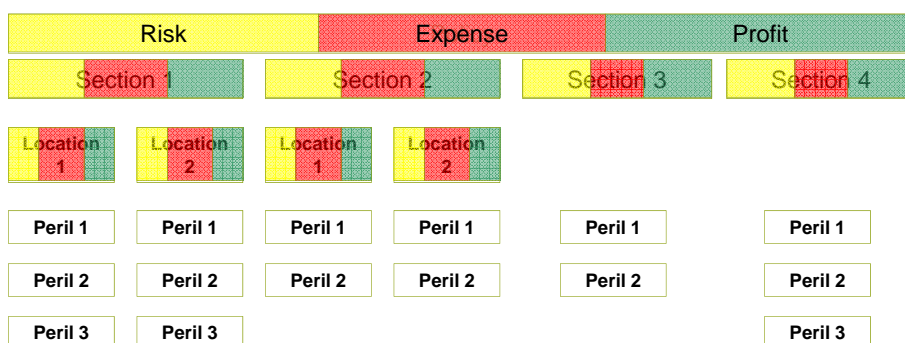 Risk Expense Profit
Section 1 Section 2 Section 3 Section 4
Location Location Location Location
1 2 1 2
Peril 1 Peril 1 Peril 1 Peril 1 Peril 1 Peril 1
Peril 2 Peril 2 Peril 2 Peril 2 Peril 2 Peril 2
Peril 3 Peril 3 Peril 3